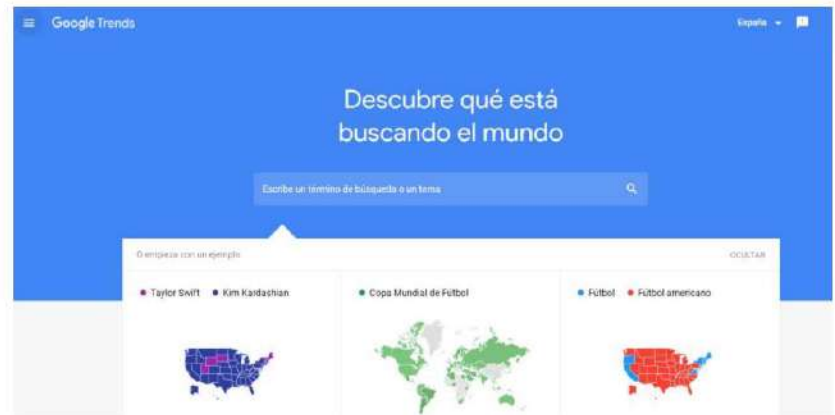 Google Trends
España
Descubre qué está
buscando el mundo
Escribe un término de búsqueda o un tema
O empieza con un ejemplo
OCULTAR
Taylor Swift Kim Kardashian
Copa Mundial de Fútbol
Fútbol Fútbol americano